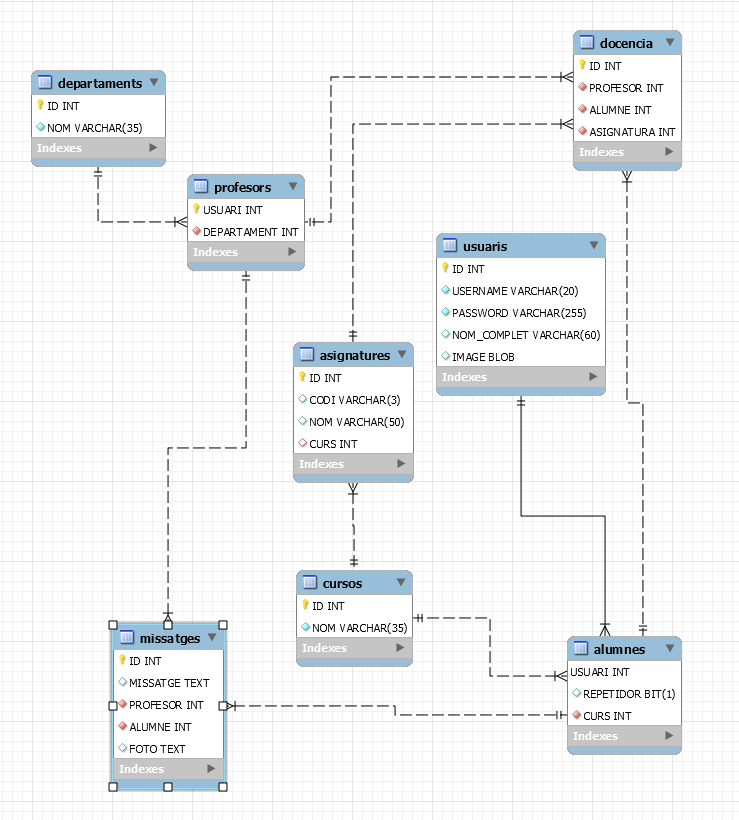 departaments
ID INT
NOM VARCHAR(35)
Indexes
profesors
USUARI INT
DEPARTAMENT INT
Indexes
docencia
ID INT
PROFESOR INT
ALUMNE INT
ASIGNATURA INT
Indexes
usuaris
ID INT
USERNAME VARCHAR(20)
PASSWORD VARCHAR(255)
NOM_COMPLET VARCHAR(60)
IMAGE BLOB
Indexes
asignatures
ID INT
CODI VARCHAR(3)
NOM VARCHAR(50)
CURS INT
Indexes
cursos
ID INT
NOM VARCHAR(35)
Indexes
missatges
ID INT
MISSATGE TEXT
PROFESOR INT
ALUMNE INT
FOTO TEXT
Indexes
alumnes
USUARI INT
REPETIDOR BIT(1)
CURS INT
Indexes